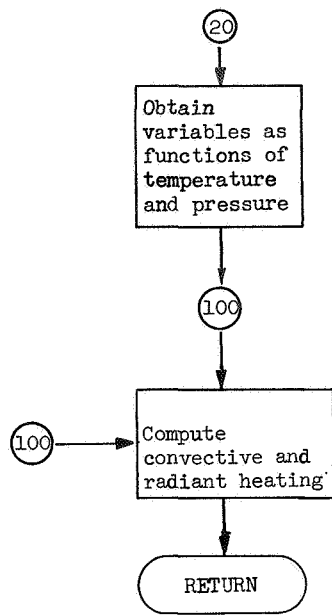 20
Obtain
variables as
functions of
temperature
and pressure
100
100
Compute
convective and
radiant heating
RETURN